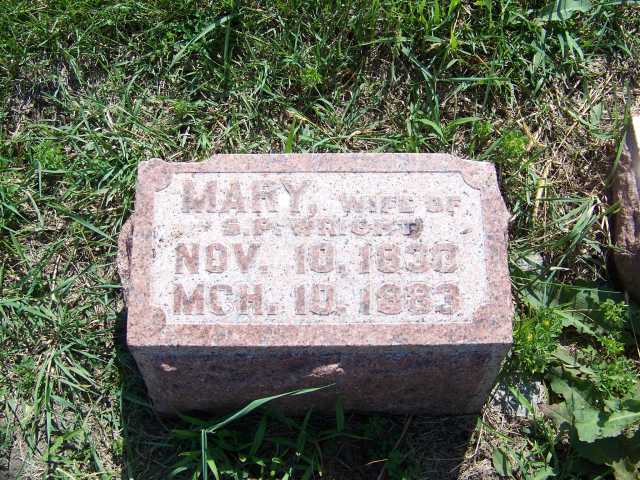 MARY, WIFE OF
S.P. WRIGHT
NOV. 10, 1830
MCH. 10, 1883